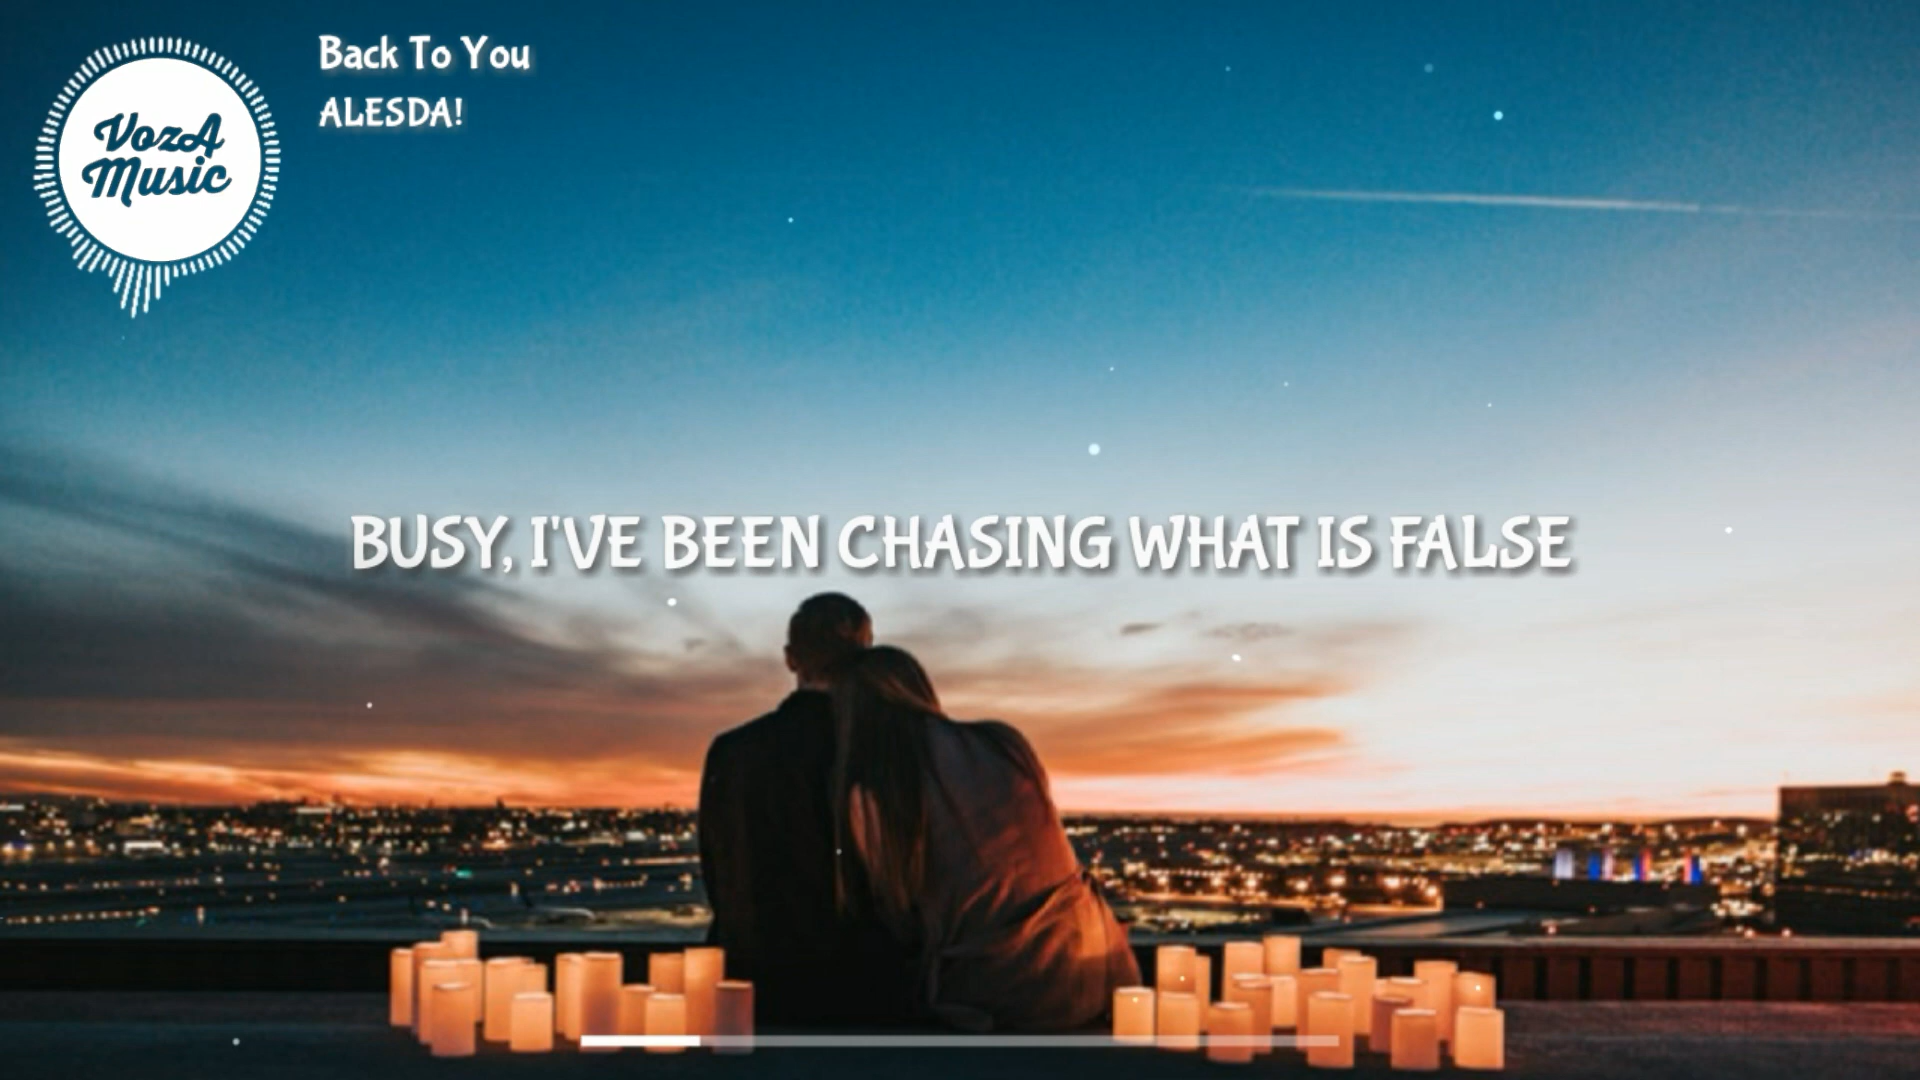 VozA
Music
Back To You
ALESDA!
BUSY, I'VE BEEN CHASING WHAT IS FALSE